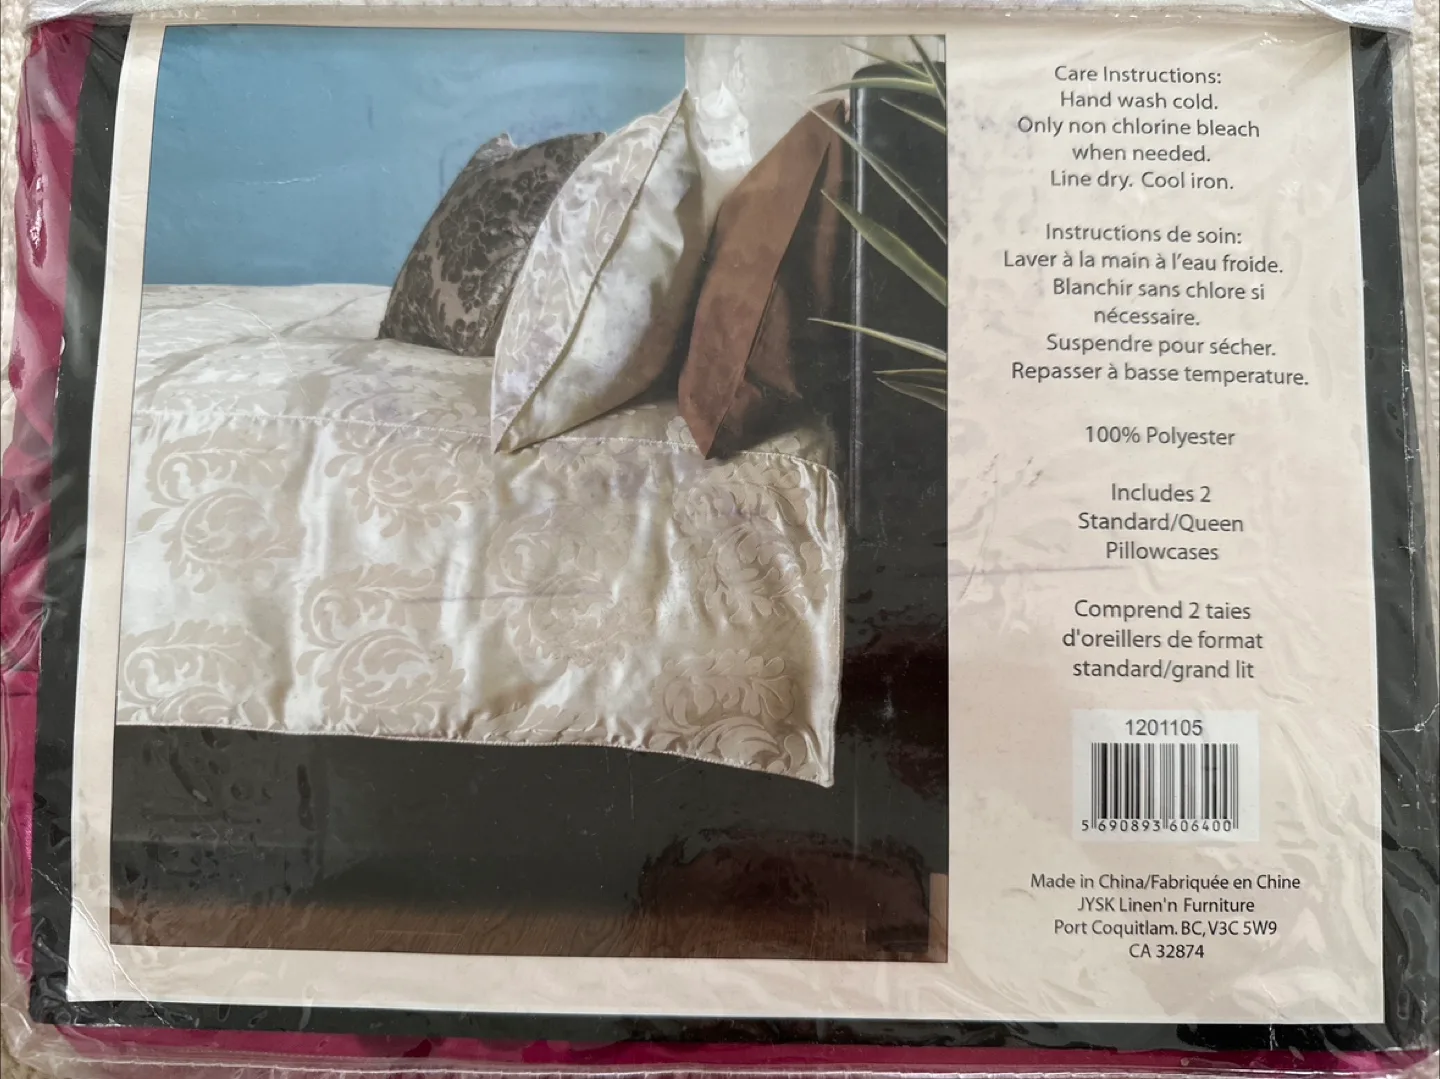 Care Instructions:
Hand wash cold.
Only non chlorine bleach
when needed.
Line dry. Cool iron.
Instructions de soin:
Laver à la main à l'eau froide.
Blanchir sans chlore si
nécessaire.
Suspendre pour sécher.
Repasser à basse temperature.
100% Polyester
Includes 2
Standard/Queen
Pillowcases
Comprend 2 taies
d'oreillers de format
standard/grand lit
1201105
5 690893 606400
Made in China/Fabriquée en Chine
JYSK Linen'n Furniture
Port Coquitlam. BC, V3C 5W9
CA 32874